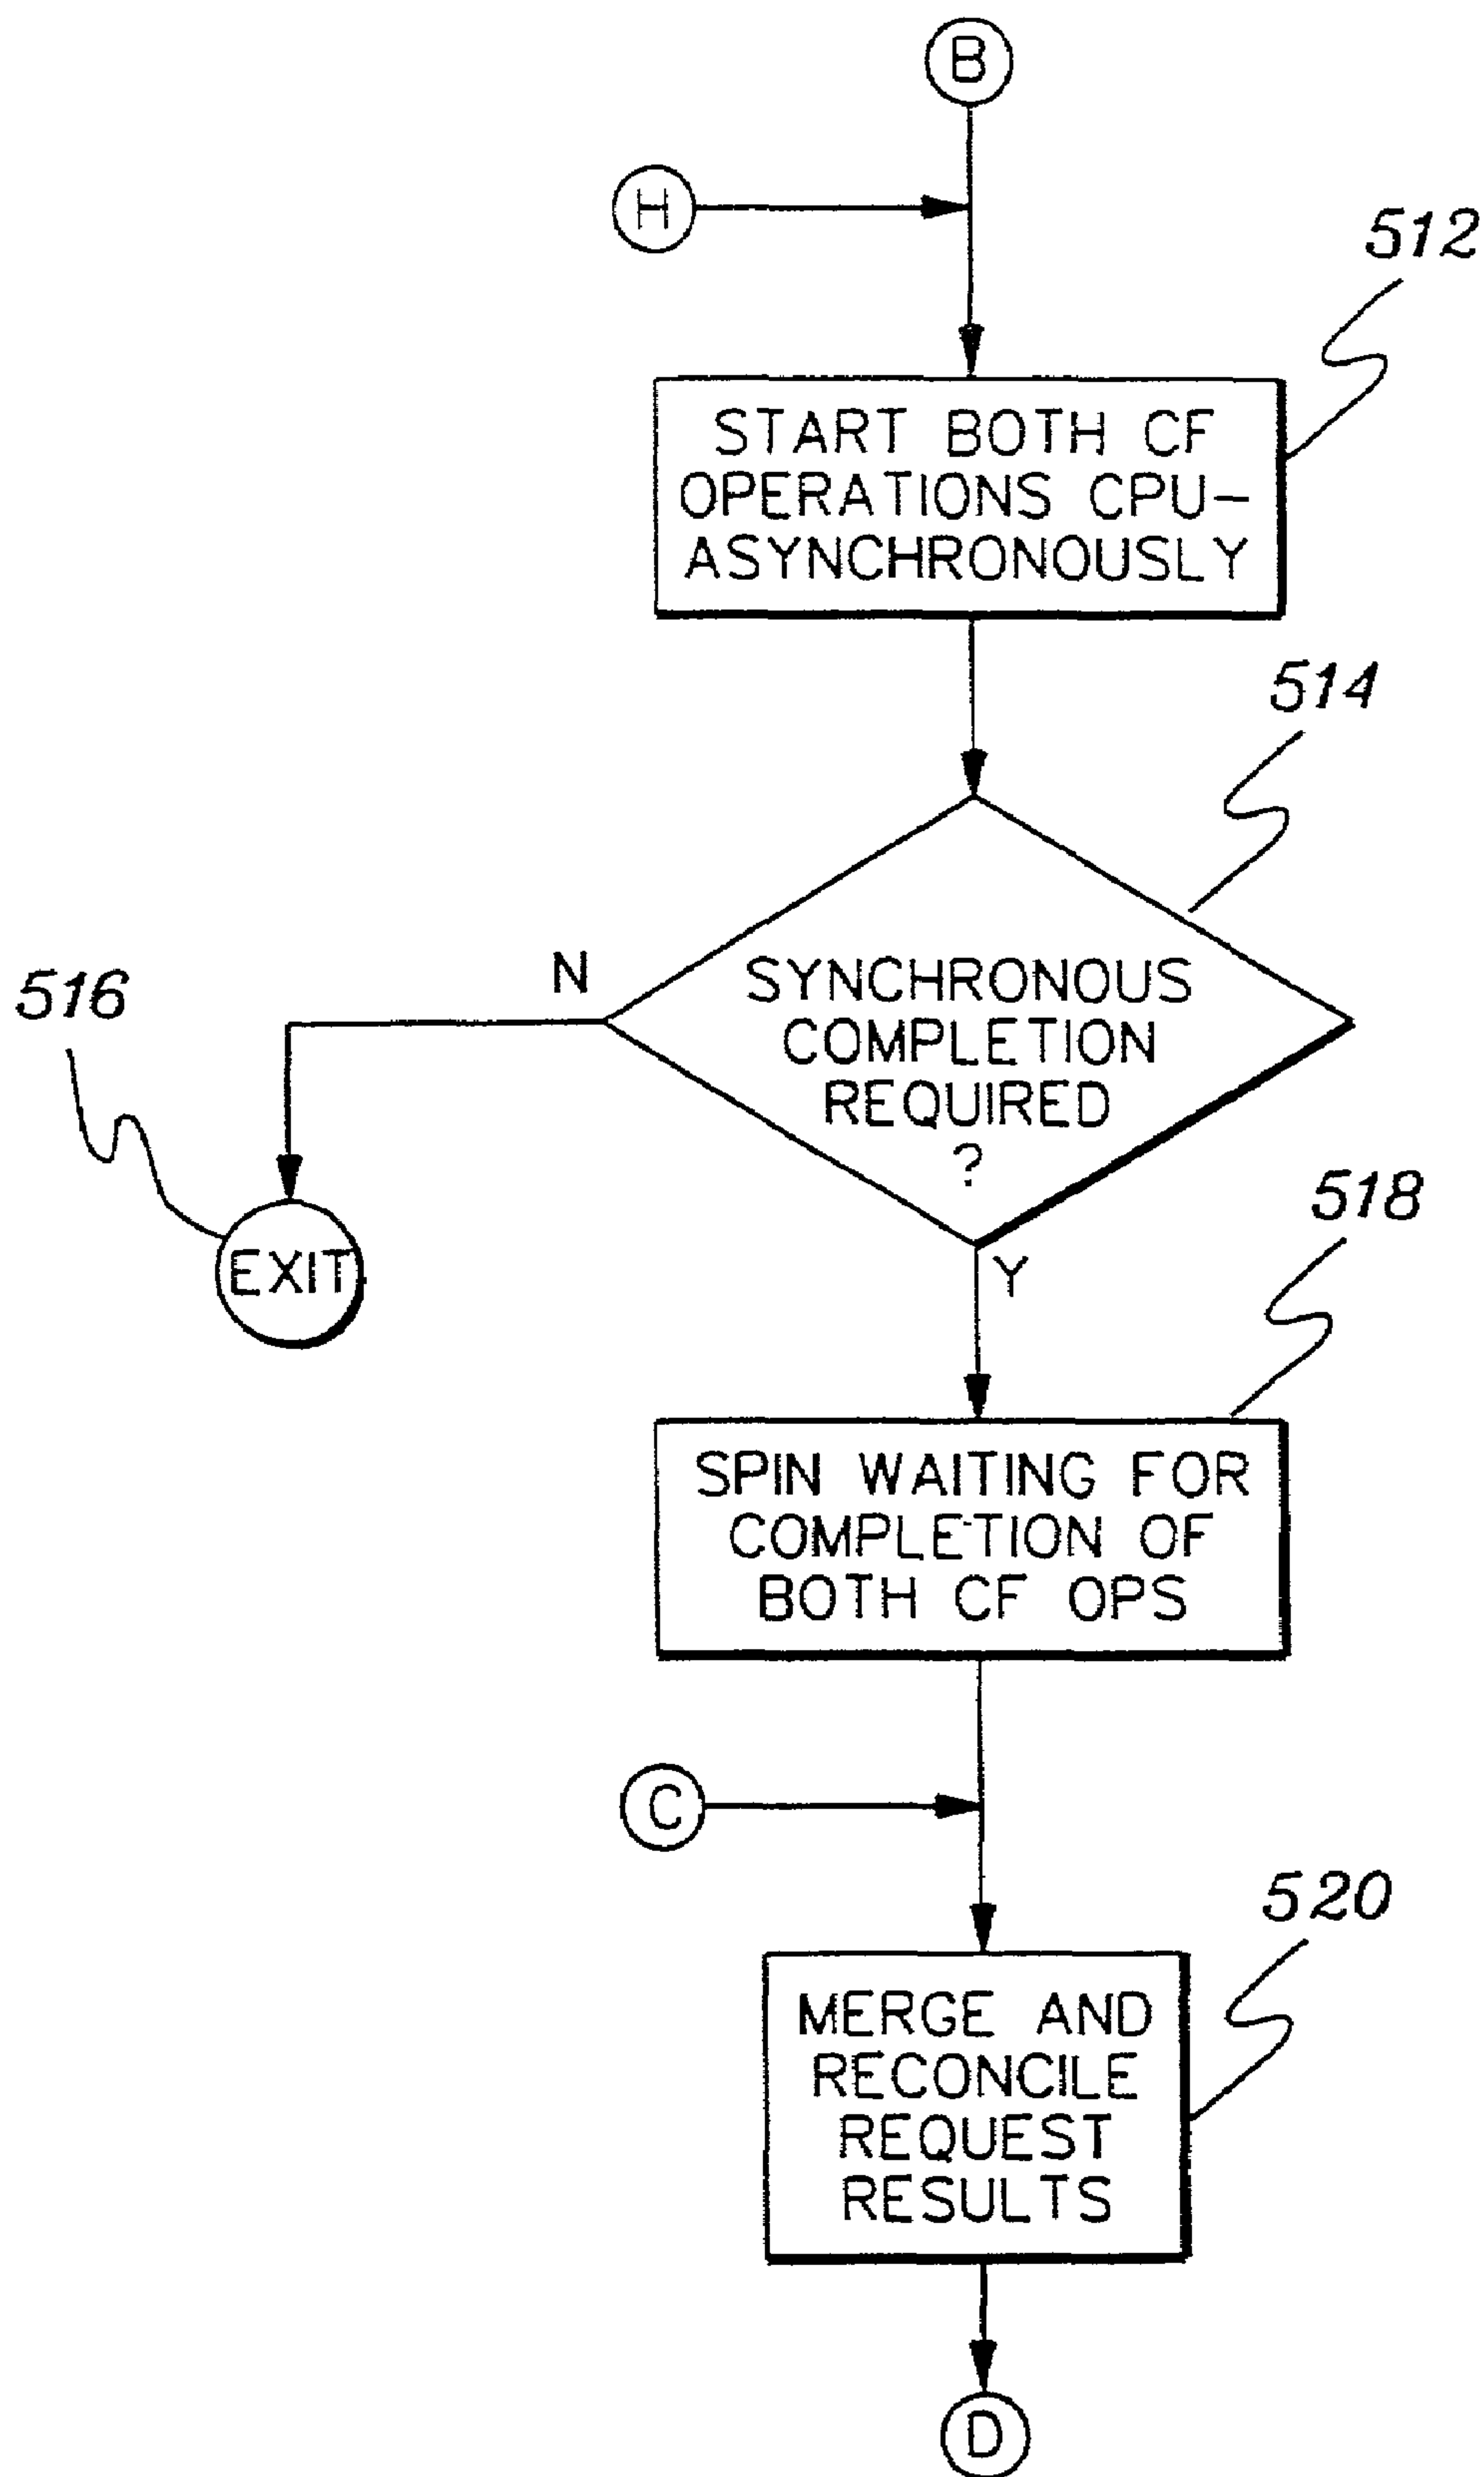 B
H
512
START BOTH CF
OPERATIONS CPU-
ASYNCHRONOUSLY
514
N
SYNCHRONOUS
COMPLETION
REQUIRED
?
516
EXIT
Y
518
SPIN WAITING FOR
COMPLETION OF
BOTH CF OPS
C
520
MERGE AND
RECONCILE
REQUEST
RESULTS
D